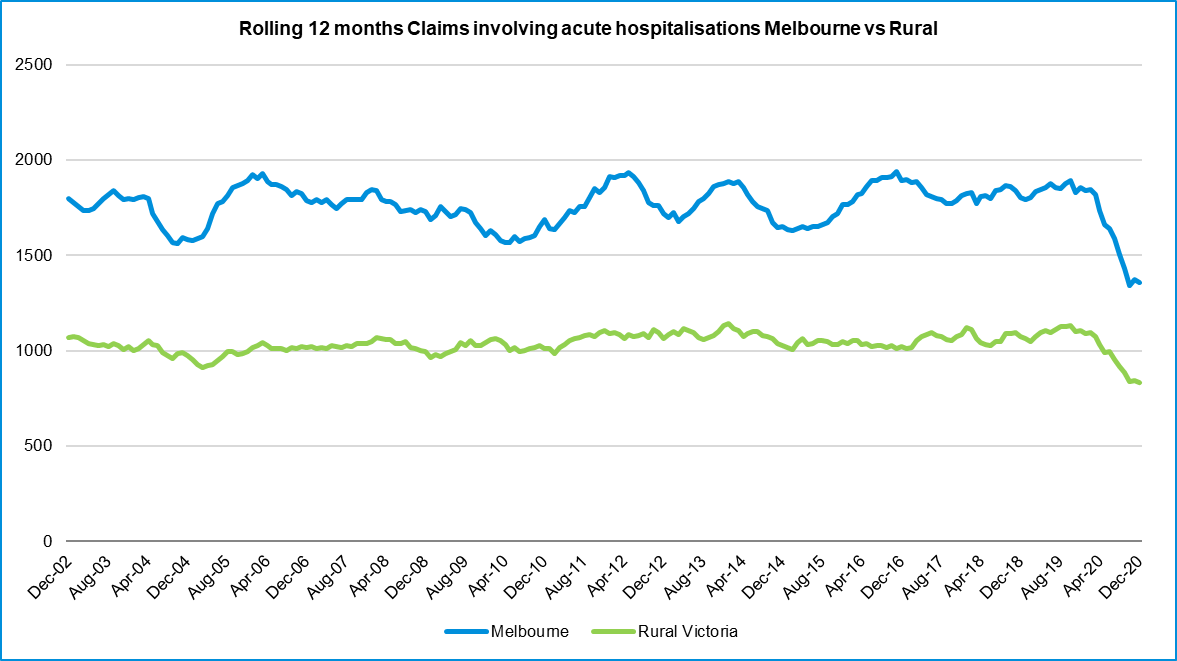 Rolling 12 months Claims involving acute hospitalisations Melbourne vs Rural
2500
2000
1500
1000
500
0
Dec-02
Aug-03
Apr-04
Dec-04
Aug-05
Apr-06
Dec-06
Aug-07
Apr-08
Dec-08
Aug-09
Apr-10
Dec-10
Aug-11
Apr-12
Dec-12
Aug-13
Apr-14
Dec-14
Aug-15
Apr-16
Dec-16
Aug-17
Apr-18
Dec-18
Aug-19
Apr-20
Dec-20
Melbourne
Rural Victoria